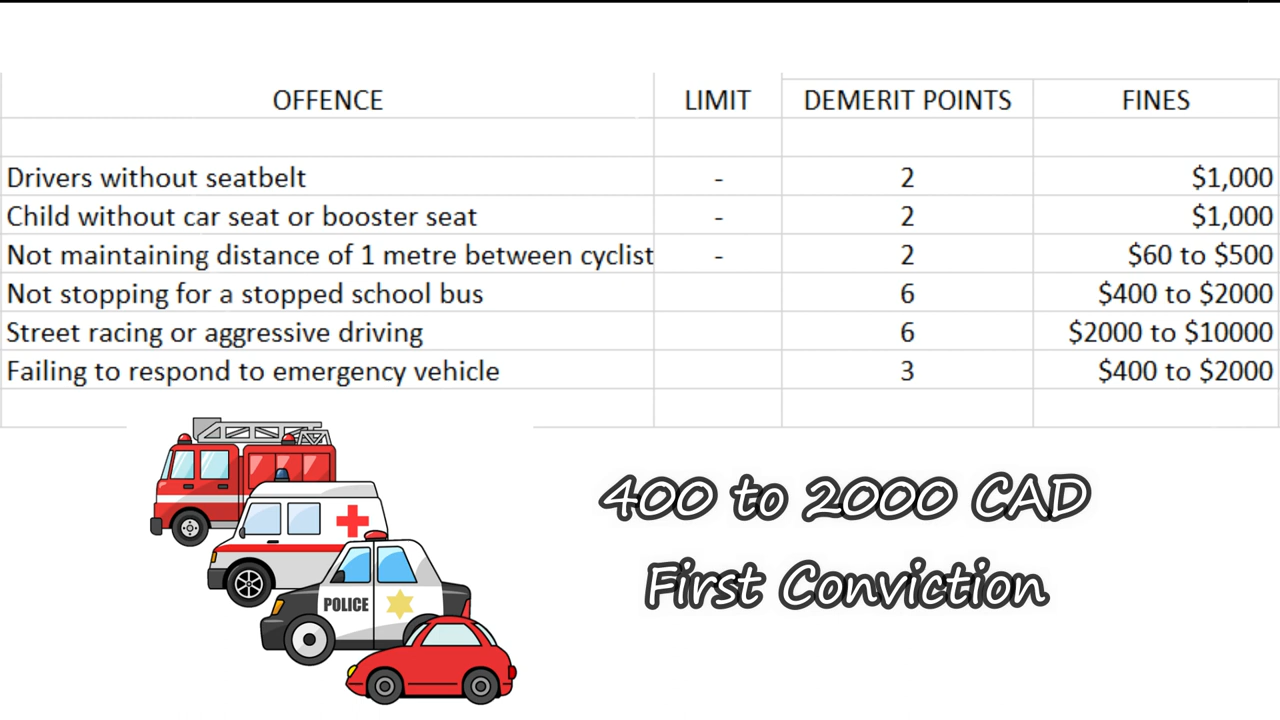 OFFENCE LIMIT DEMERIT POINTS FINES
Drivers without seatbelt - 2 $1,000
Child without car seat or booster seat - 2 $1,000
Not maintaining distance of 1 metre between cyclist - 2 $60 to $500
Not stopping for a stopped school bus 6 $400 to $2000
Street racing or aggressive driving 6 $2000 to $10000
Failing to respond to emergency vehicle 3 $400 to $2000
400 to 2000 CAD
First Conviction
POLICE